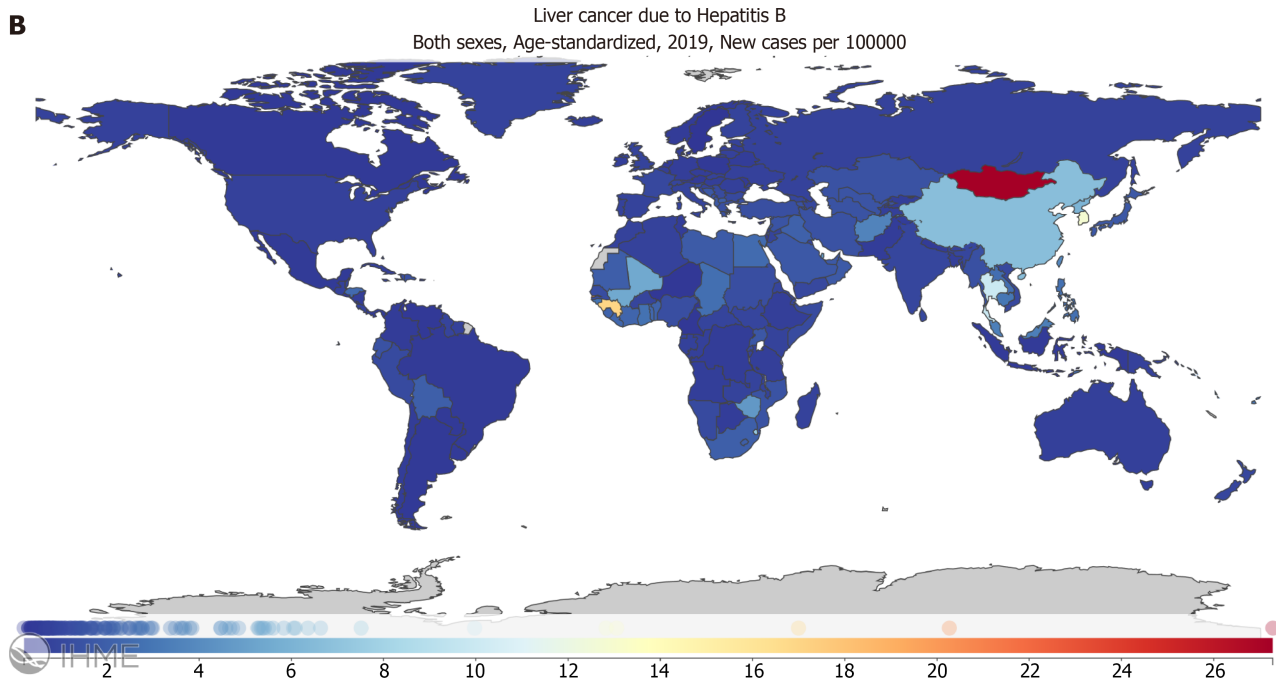 B
Liver cancer due to Hepatitis B
Both sexes, Age-standardized, 2019, New cases per 100000
IHME
2 4 6 8 10 12 14 16 18 20 22 24 26